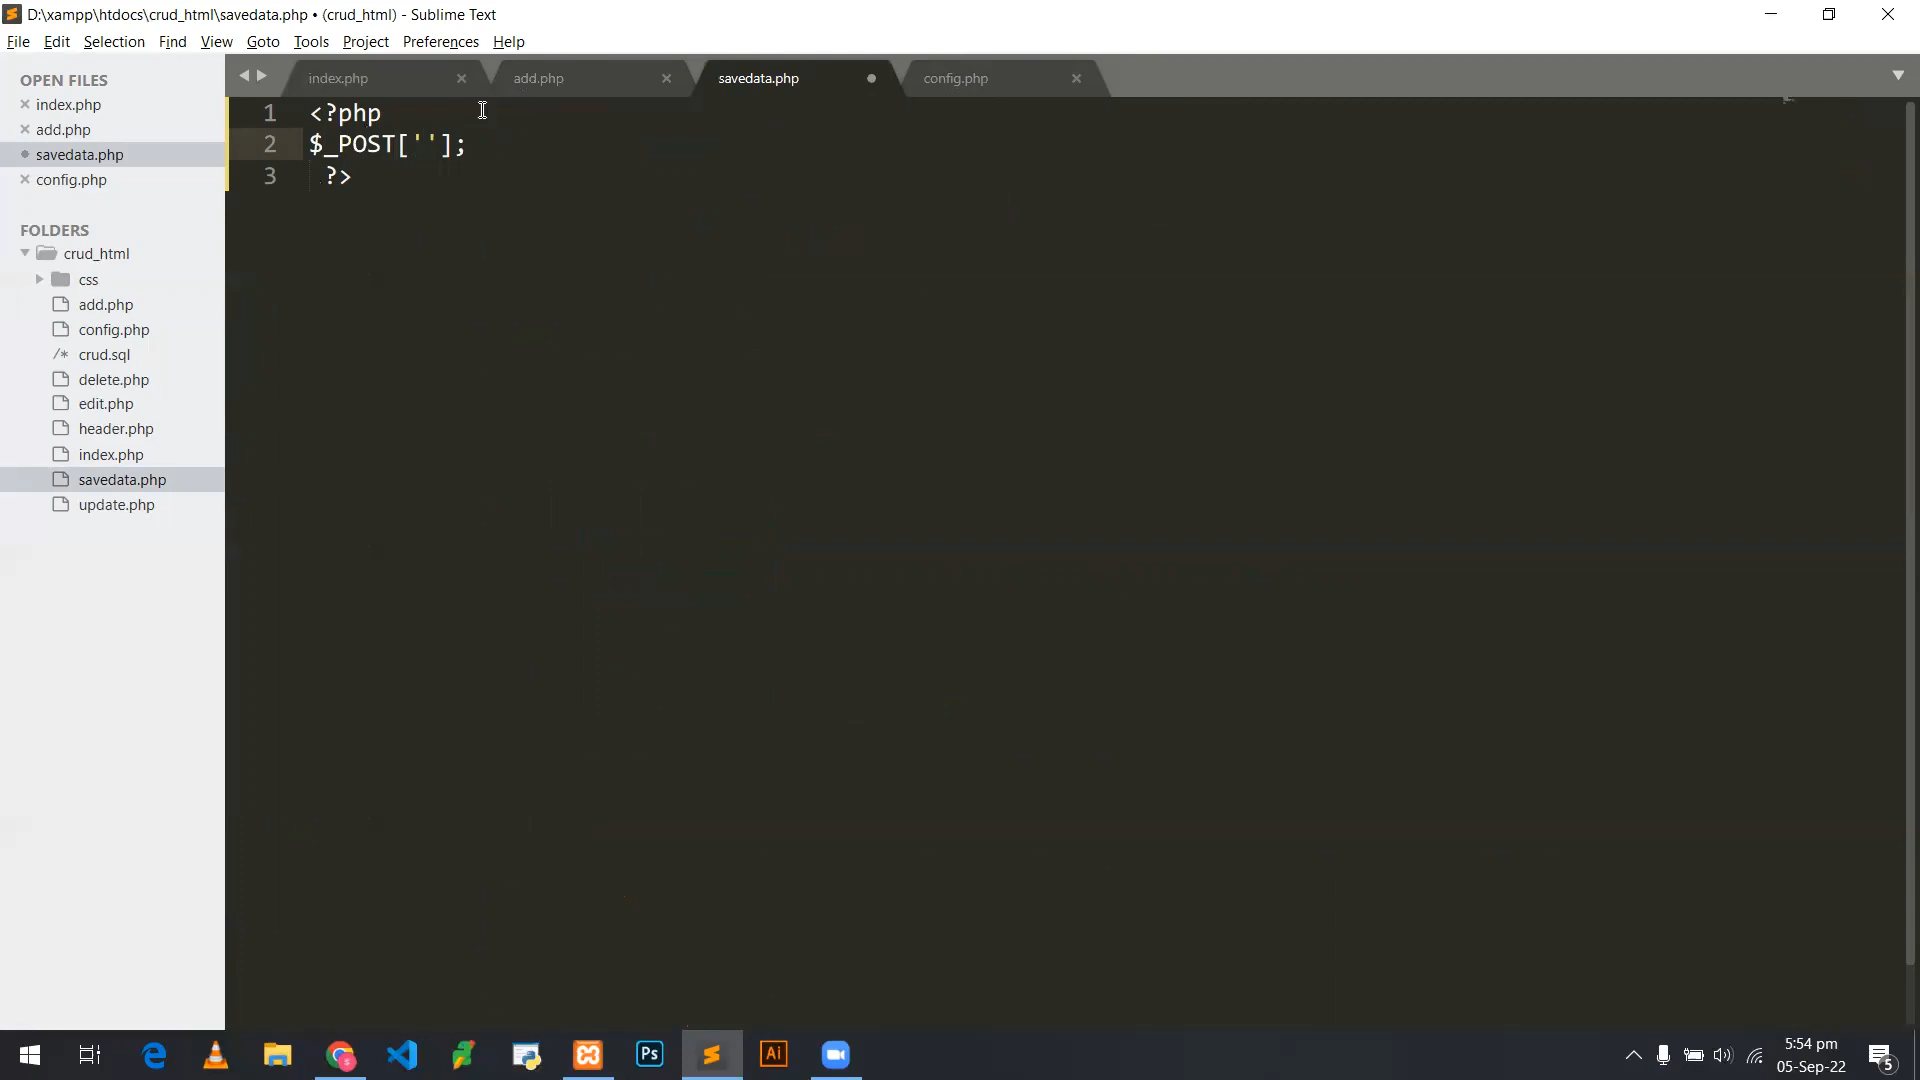 D:\xampp\htdocs\crud_html\savedata.php • (crud_html) - Sublime Text
File Edit Selection Find View Goto Tools Project Preferences Help
OPEN FILES
index.php
add.php
savedata.php
config.php
FOLDERS
crud_html
css
add.php
config.php
/* crud.sql
delete.php
edit.php
header.php
index.php
savedata.php
update.php
index.php add.php savedata.php config.php
1 <?php
2 $_POST[''];
3 ?>
Ps Ai
5:54 pm
05-Sep-22
5